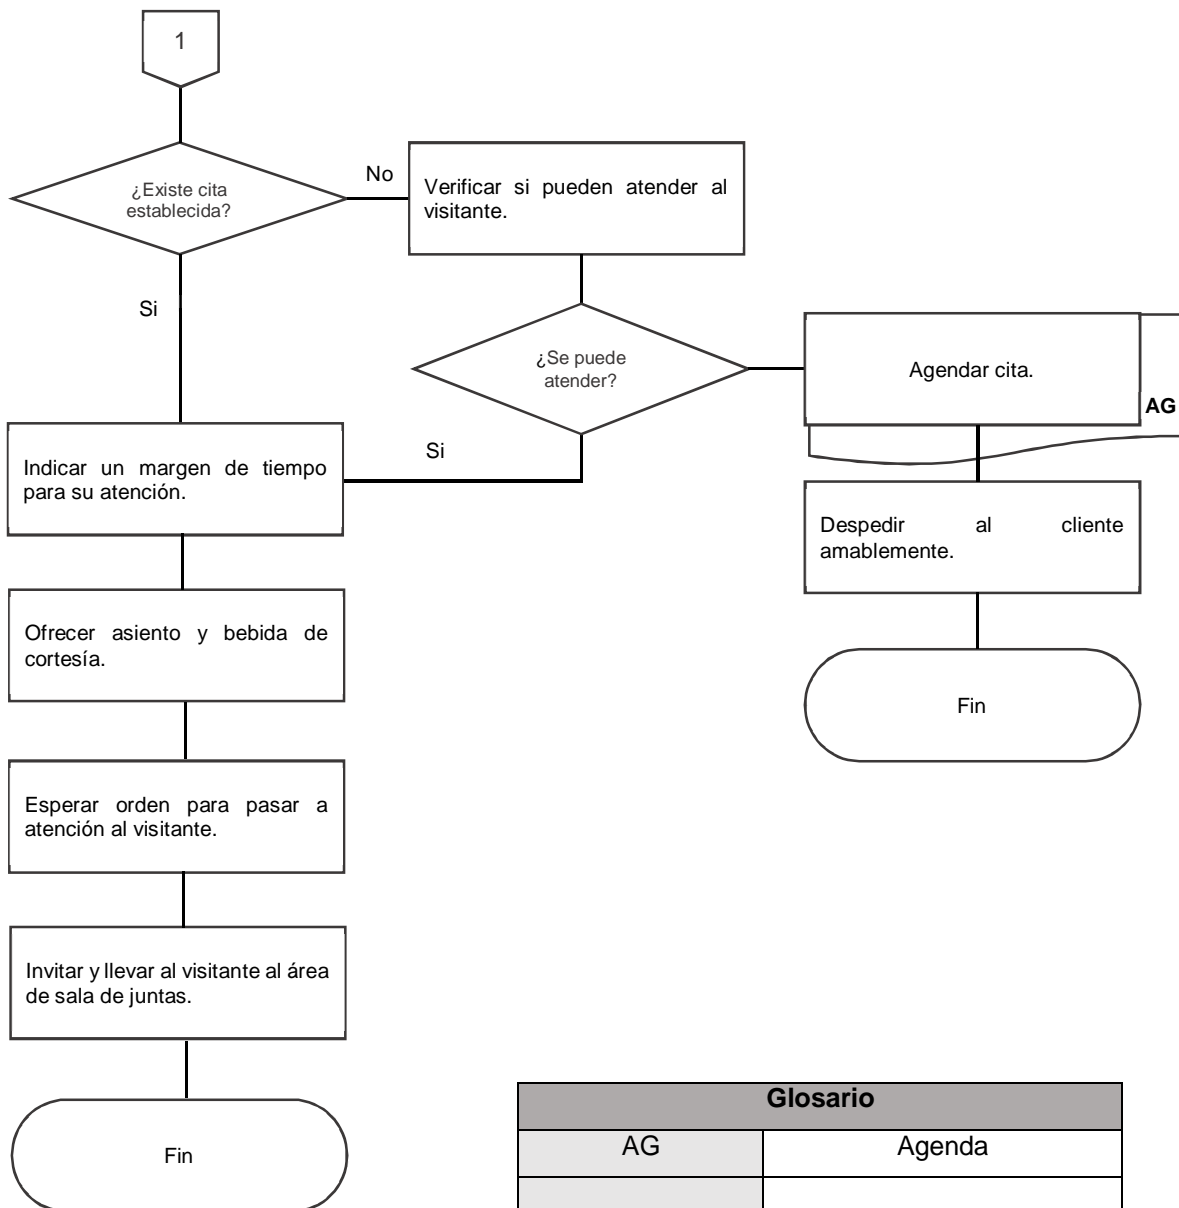 1
¿Existe cita
establecida?
No
Verificar si pueden atender al
visitante.
Si
¿Se puede
atender?
Agendar cita.
AG
Si
Indicar un margen de tiempo
para su atención.
Despedir al cliente
amablemente.
Ofrecer asiento y bebida de
cortesía.
Fin
Esperar orden para pasar a
atención al visitante.
Invitar y llevar al visitante al área
de sala de juntas.
Fin
Glosario
AG Agenda